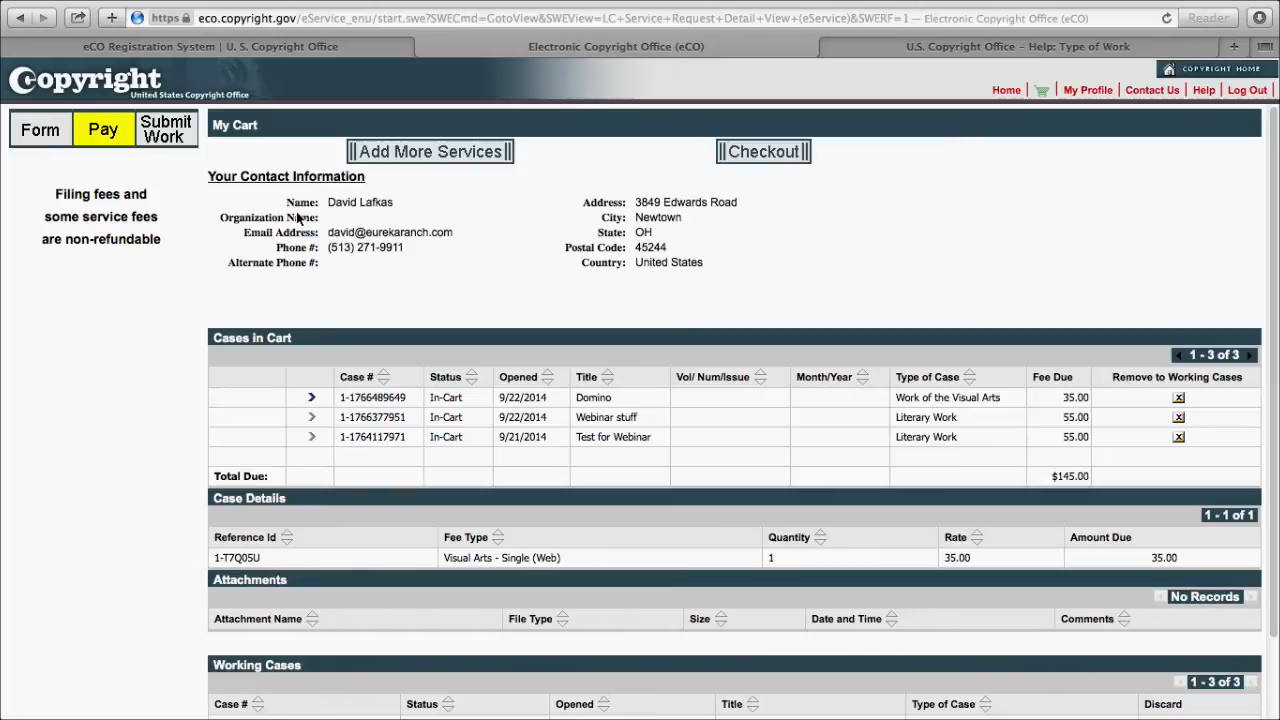 https eco.copyright.gov/eService_enu/start.swe?SWECmd=GotoView&SWEView=LC+Service+Request+Detail+View+(eService)&SWERF=1 – Electronic Copyright Office (eCO) Reader
eCO Registration System | U. S. Copyright Office Electronic Copyright Office (eCO) U.S. Copyright Office – Help: Type of Work
Copyright
United States Copyright Office
COPYRIGHT HOME
Home | My Profile | Contact Us | Help | Log Out
Form Pay Submit Work
Filing fees and
some service fees
are non-refundable
My Cart
Add More Services Checkout
Your Contact Information
Name: David Lafkas Address: 3849 Edwards Road
Organization Name: City: Newtown
Email Address: david@eurekaranch.com State: OH
Phone #: (513) 271-9911 Postal Code: 45244
Alternate Phone #: Country: United States
Cases in Cart
1 - 3 of 3
Case # Status Opened Title Vol/ Num/Issue Month/Year Type of Case Fee Due Remove to Working Cases
1-1766489649 In-Cart 9/22/2014 Domino Work of the Visual Arts 35.00 x
1-1766377951 In-Cart 9/22/2014 Webinar stuff Literary Work 55.00 x
1-1764117971 In-Cart 9/21/2014 Test for Webinar Literary Work 55.00 x
Total Due: $145.00
Case Details
1 - 1 of 1
Reference Id Fee Type Quantity Rate Amount Due
1-T7Q05U Visual Arts - Single (Web) 1 35.00 35.00
Attachments
No Records
Attachment Name File Type Size Date and Time Comments
Working Cases
1 - 3 of 3
Case # Status Opened Title Type of Case Discard